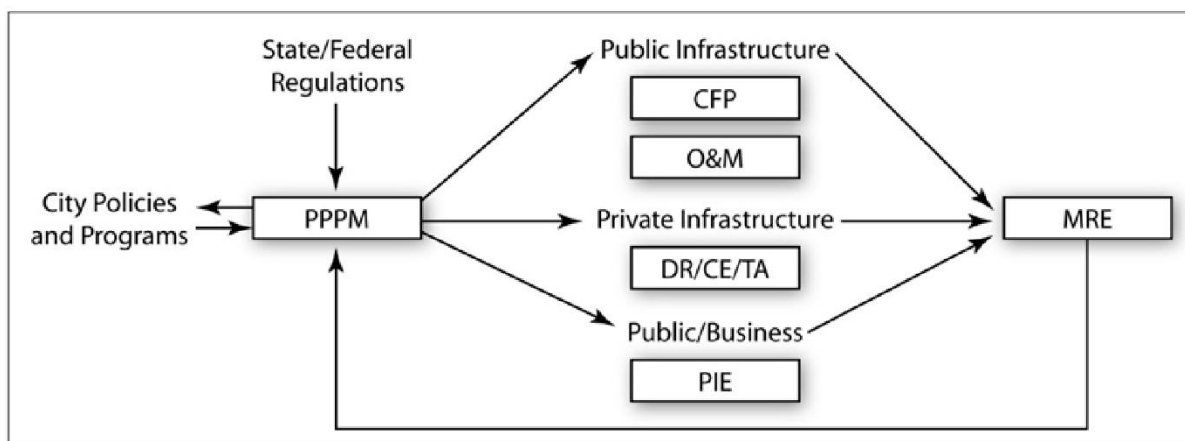 State/Federal
Regulations
Public Infrastructure
CFP
O&M
City Policies
and Programs
PPPM
Private Infrastructure
MRE
DR/CE/TA
Public/Business
PIE